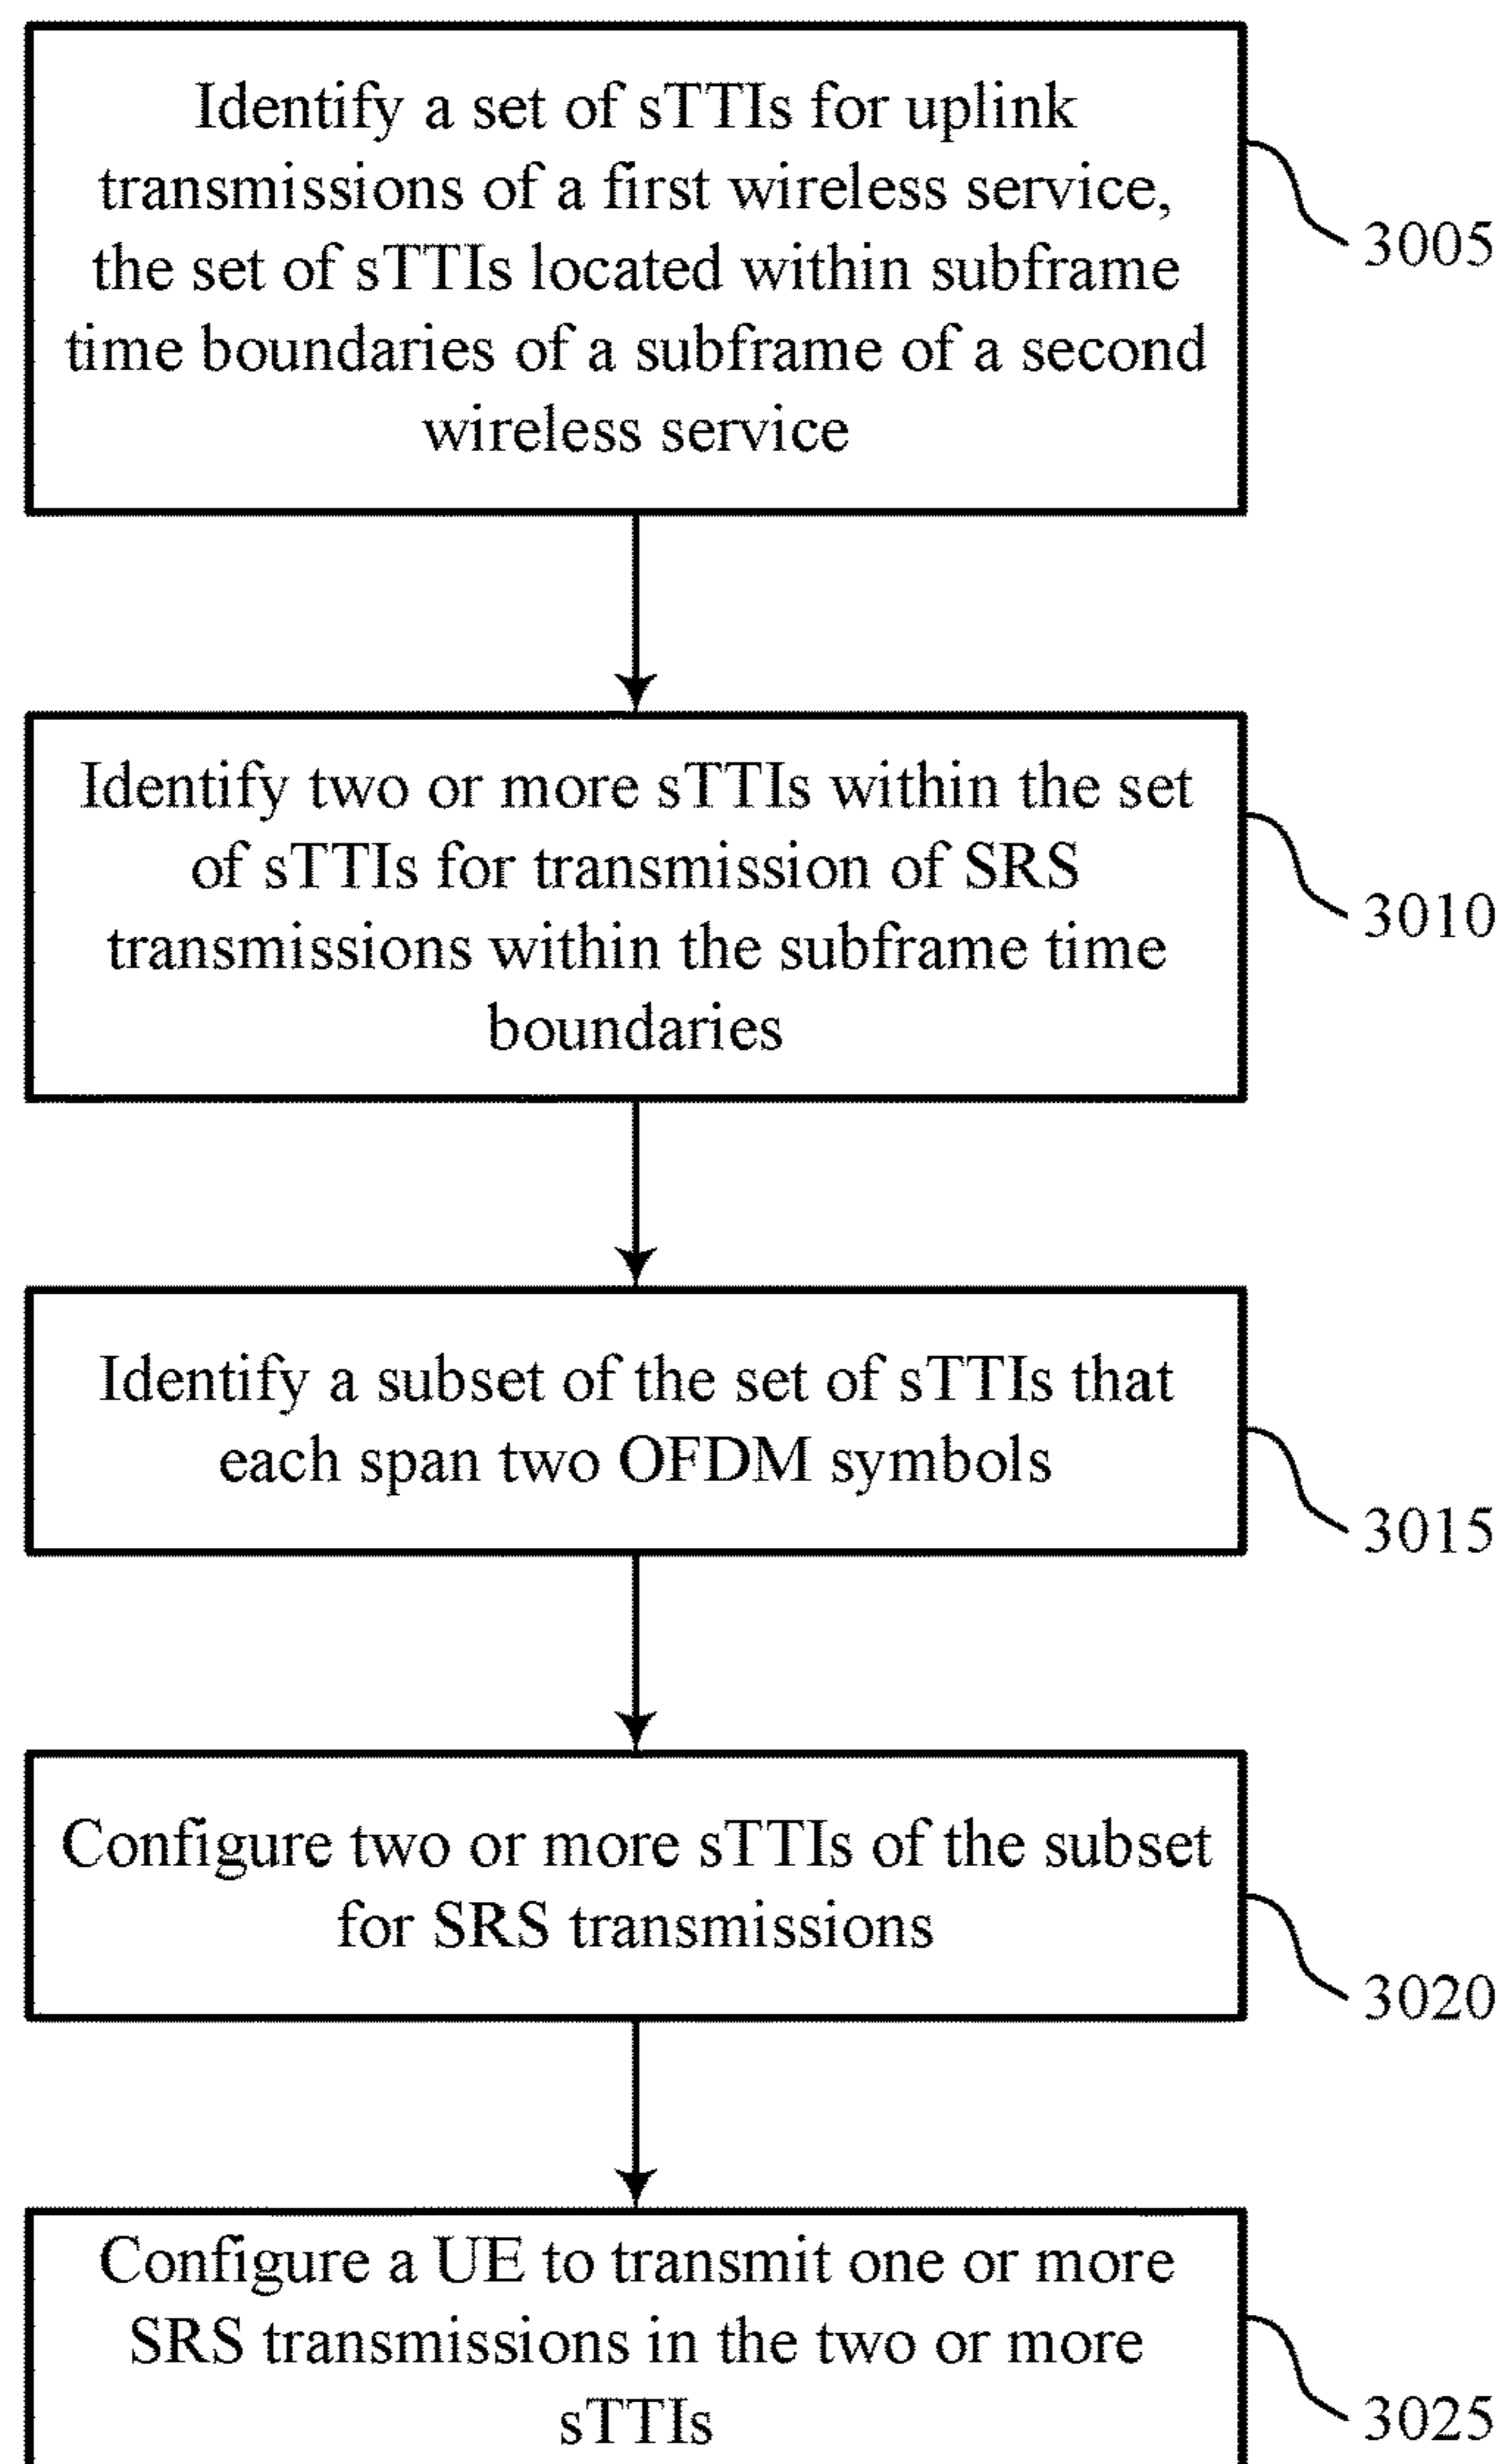 Identify a set of sTTIs for uplink
transmissions of a first wireless service,
the set of sTTIs located within subframe
time boundaries of a subframe of a second
wireless service
3005
Identify two or more sTTIs within the set
of sTTIs for transmission of SRS
transmissions within the subframe time
boundaries
3010
Identify a subset of the set of sTTIs that
each span two OFDM symbols
3015
Configure two or more sTTIs of the subset
for SRS transmissions
3020
Configure a UE to transmit one or more
SRS transmissions in the two or more
sTTIs
3025